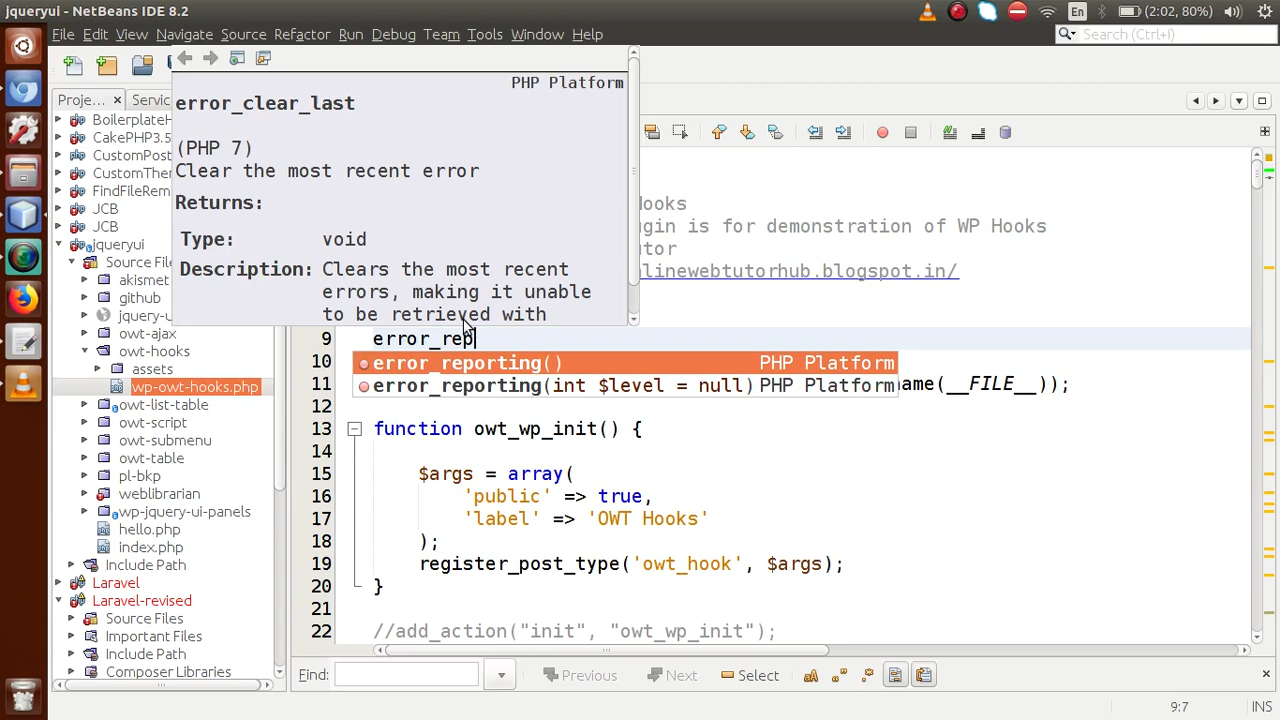 jqueryui - NetBeans IDE 8.2
En
(2:02, 80%)
File Edit View Navigate Source Refactor Run Debug Team Tools Window Help
Search (Ctrl+I)
Proje...
Servic
BoilerplateH
CakePHP3.5
CustomPost
CustomThe
FindFileRem
JCB
JCB
jqueryui
Source File
akismet
github
jquery-u
owt-ajax
owt-hooks
assets
wp-owt-hooks.php
owt-list-table
owt-script
owt-submenu
owt-table
pl-bkp
weblibrarian
wp-jquery-ui-panels
hello.php
index.php
Include Path
Laravel
Laravel-revised
Source Files
Important Files
Include Path
Composer Libraries
PHP Platform
error_clear_last
(PHP 7)
Clear the most recent error
Returns:
Type: void
Description: Clears the most recent
errors, making it unable
to be retrieved with
ooks
gin is for demonstration of WP Hooks
utor
nlinewebtutorhub.blogspot.in/
9 error_rep
error_reporting() PHP Platform
error_reporting(int $level = null) PHP Platform
10
11 ame(__FILE__));
12
13 function owt_wp_init() {
14
15 $args = array(
16 'public' => true,
17 'label' => 'OWT Hooks'
18 );
19 register_post_type('owt_hook', $args);
20 }
21
22 //add_action("init", "owt_wp_init");
Find: Previous Next Select
9:7 INS